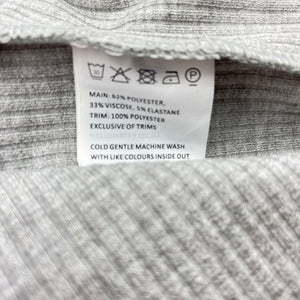 MAIN: 62% POLYESTER,
33% VISCOSE, 5% ELASTANE
TRIM: 100% POLYESTER
EXCLUSIVE OF TRIMS
COLD GENTLE MACHINE WASH
WITH LIKE COLOURS INSIDE OUT